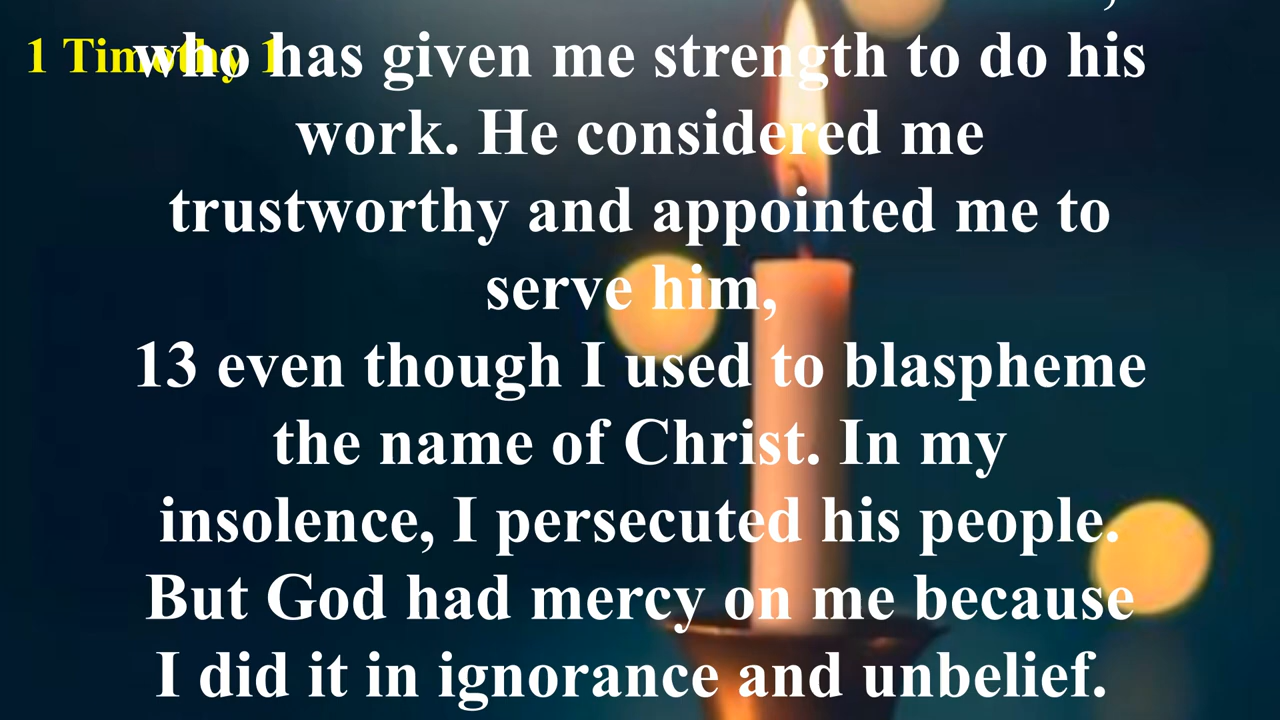 1 Timothy 1
who has given me strength to do his
work. He considered me
trustworthy and appointed me to
serve him,
13 even though I used to blaspheme
the name of Christ. In my
insolence, I persecuted his people.
But God had mercy on me because
I did it in ignorance and unbelief.